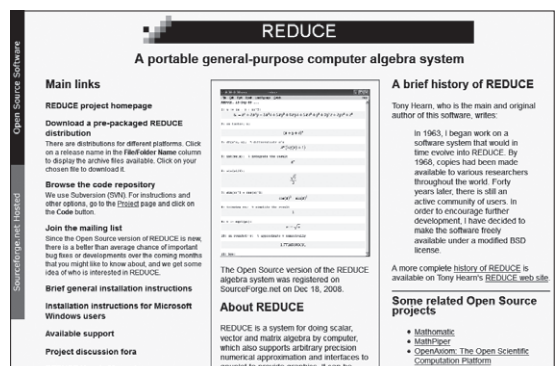 REDUCE
A portable general-purpose computer algebra system
Open Source Software
Sourceforge.net Hosted
Main links
REDUCE project homepage
Download a pre-packaged REDUCE
distribution
There are distributions for different platforms. Click
on a release name in the File/Folder Name column
to display the archive files available. Click on your
chosen file to download it.
Browse the code repository
We use Subversion (SVN). For instructions and
other options, go to the Project page and click on
the Code button.
Join the mailing list
Since the Open Source version of REDUCE is new,
there is a better than average chance of important
bug fixes or developments over the coming months
that you might like to know about, and we get some
idea of who is interested in REDUCE.
Brief general installation instructions
Installation instructions for Microsoft
Windows users
Available support
Project discussion fora
The Open Source version of the REDUCE
algebra system was registered on
SourceForge.net on Dec 18, 2008.
About REDUCE
REDUCE is a system for doing scalar,
vector and matrix algebra by computer,
which also supports arbitrary precision
numerical approximation and interfaces to
A brief history of REDUCE
Tony Hearn, who is the main and original
author of this software, writes:
In 1963, I began work on a
software system that would in
time evolve into REDUCE. By
1968, copies had been made
available to various researchers
throughout the world. Forty
years later, there is still an
active community of users. In
order to encourage further
development, I have decided to
make the software freely
available under a modified BSD
license.
A more complete history of REDUCE is
available on Tony Hearn's REDUCE web site.
Some related Open Source
projects
Mathomatic
MathPiper
OpenAxiom: The Open Scientific
Computation Platform